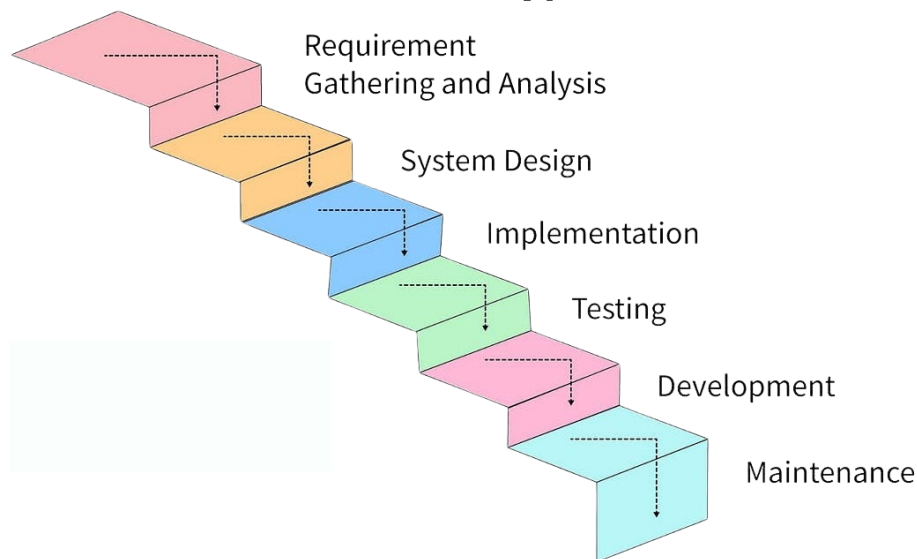 Requirement
Gathering and Analysis
System Design
Implementation
Testing
Development
Maintenance